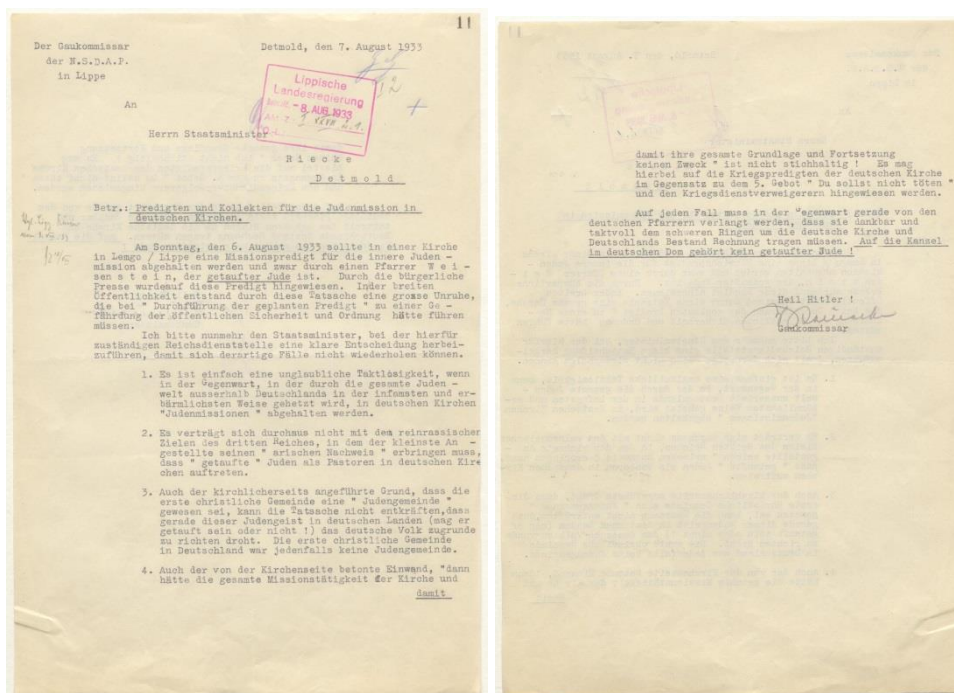 11
Der Gaukommissar
der N.S.D.A.P.
in Lippe
Detmold, den 7. August 1933
An
Lippische
Landesregierung
- 8. AUG. 1933
Herrn Staatsminister
R i e c k e
D e t m o l d
Betr.: Predigten und Kollekten für die Judenmission in
deutschen Kirchen.
Am Sonntag, den 6. August 1933 sollte in einer Kirche
in Lemgo / Lippe eine Missionspredigt für die innere Juden -
mission abgehalten werden und zwar durch einen Pfarrer W e i -
s e n s t e i n, der getaufter Jude ist. Durch die bürgerliche
Presse wurdeauf diese Predigt hingewiesen. Inder breiten
Öffentlichkeit entstand durch diese Tatsache eine grosse Unruhe,
die bei " Durchführung der geplanten Predigt " zu einer Ge -
fährdung der öffentlichen Sicherheit und Ordnung hätte führen
müssen.
Ich bitte nunmehr den Staatsminister, bei der hierfür
zuständigen Reichsdienststelle eine klare Entscheidung herbei-
zuführen, damit sich derartige Fälle nicht wiederholen können.
1. Es ist einfach eine unglaubliche Taktlosigkeit, wenn
in der Gegenwart, in der durch die gesamte Juden -
welt ausserhalb Deutschlands in der infamsten und er-
bärmlichsten Weise gehetzt wird, in deutschen Kirchen
"Judenmissionen " abgehalten werden.
2. Es verträgt sich durchaus nicht mit dem reinrassischen
Zielen des dritten Reiches, in dem der kleinste An -
gestellte seinen " arischen Nachweis " erbringen muss,
dass " getaufte " Juden als Pastoren in deutschen Kir
chen auftreten.
3. Auch der kirchlicherseits angeführte Grund, dass die
erste christliche Gemeinde eine " Judengemeinde "
gewesen sei, kann die Tatsache nicht entkräften,dass
gerade dieser Judengeist in deutschen Landen (mag er
getauft sein oder nicht !) das deutsche Volk zugrunde
zu richten droht. Die erste christliche Gemeinde
in Deutschland war jedenfalls keine Judengemeinde.
4. Auch der von der Kirchenseite betonte Einwand, "dann
hätte die gesamte Missionstätigkeit der Kirche und
damit
damit ihre gesamte Grundlage und Fortsetzung
keinen Zweck " ist nicht stichhaltig ! Es mag
hierbei auf die Kriegspredigten der deutschen Kirche
im Gegensatz zu dem 5. Gebot " Du sollst nicht töten "
und den Kriegsdienstverweigerern hingewiesen werden.
Auf jeden Fall muss in der Gegenwart gerade von den
deutschen Pfarrern verlangt werden, dass sie dankbar und
taktvoll dem schweren Ringen um die deutsche Kirche und
Deutschlands Bestand Rechnung tragen müssen. Auf die Kanzel
im deutschen Dom gehört kein getaufter Jude !
Heil Hitler !
Gaukommissar